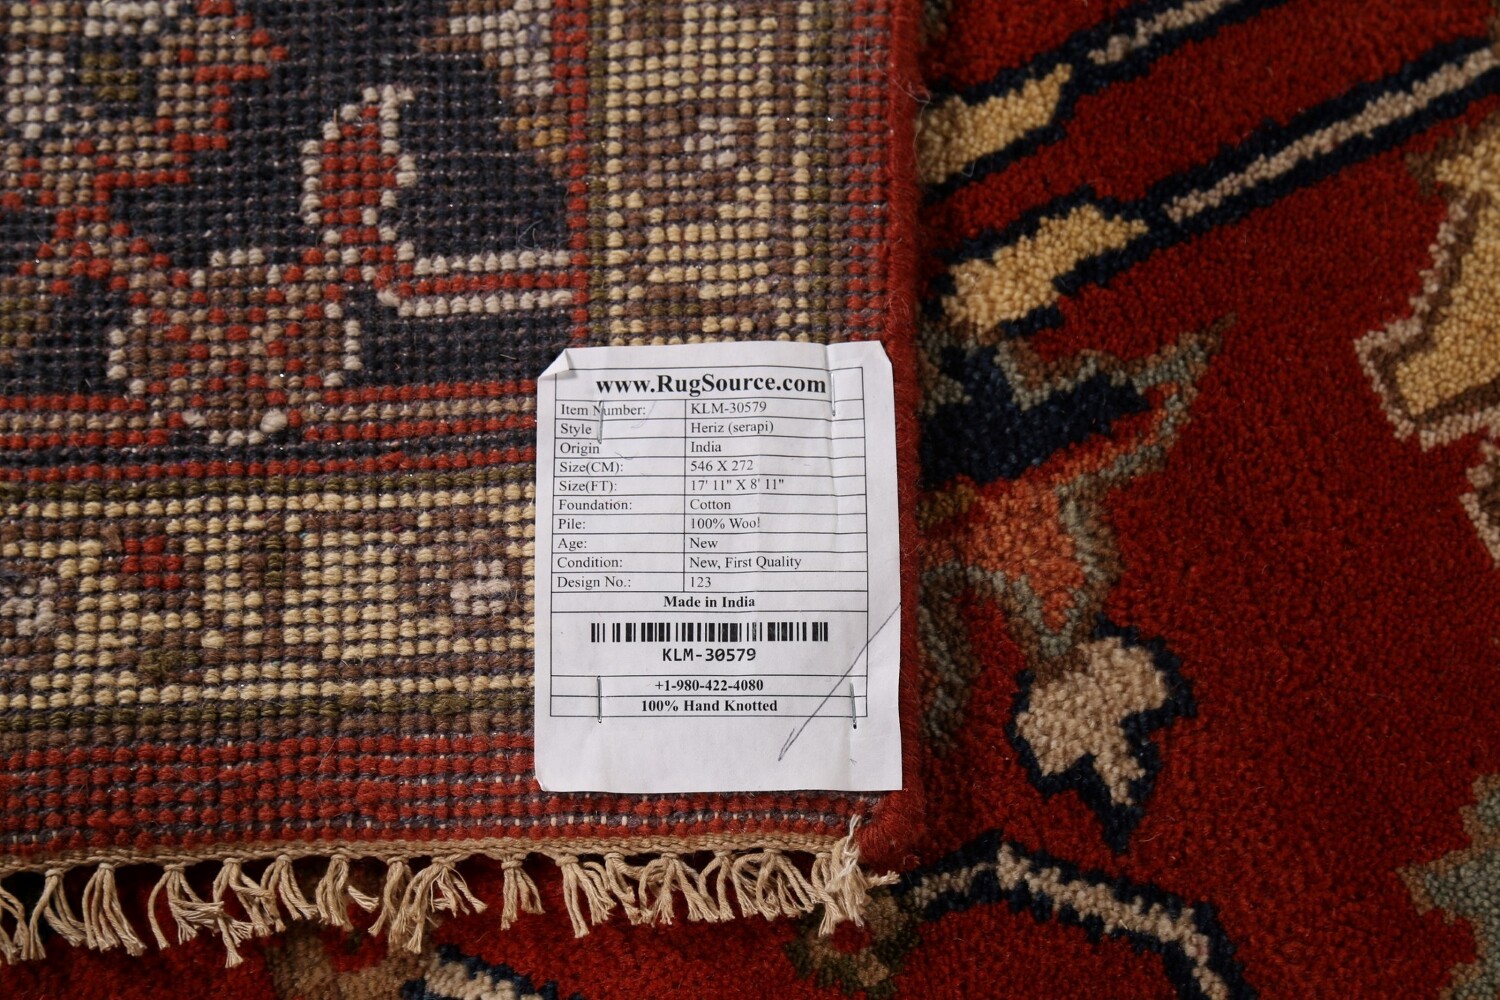 www.RugSource.com
Item Number: KLM-30579
Style Heriz (serapi)
Origin India
Size(CM): 546 X 272
Size(FT): 17' 11" X 8' 11"
Foundation: Cotton
Pile: 100% Wool
Age: New
Condition: New, First Quality
Design No.: 123
Made in India
KLM-30579
+1-980-422-4080
100% Hand Knotted